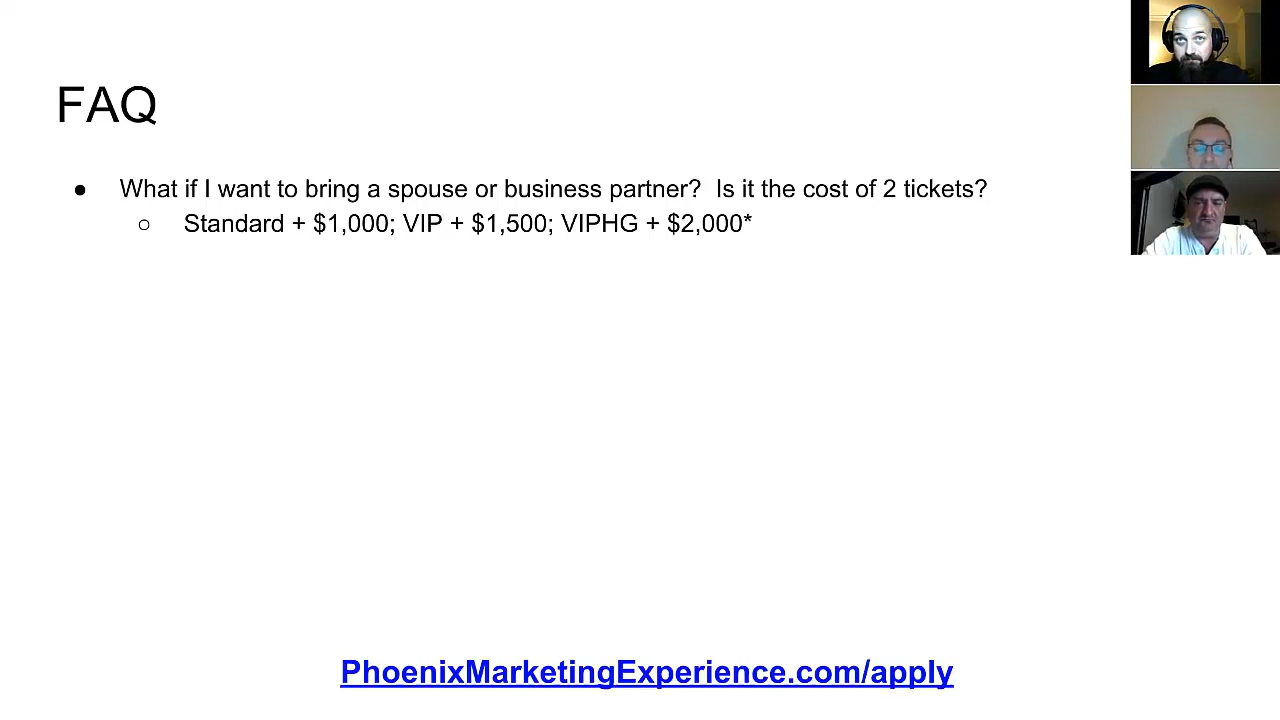 FAQ
● What if I want to bring a spouse or business partner?  Is it the cost of 2 tickets?
○ Standard + $1,000; VIP + $1,500; VIPHG + $2,000*
PhoenixMarketingExperience.com/apply